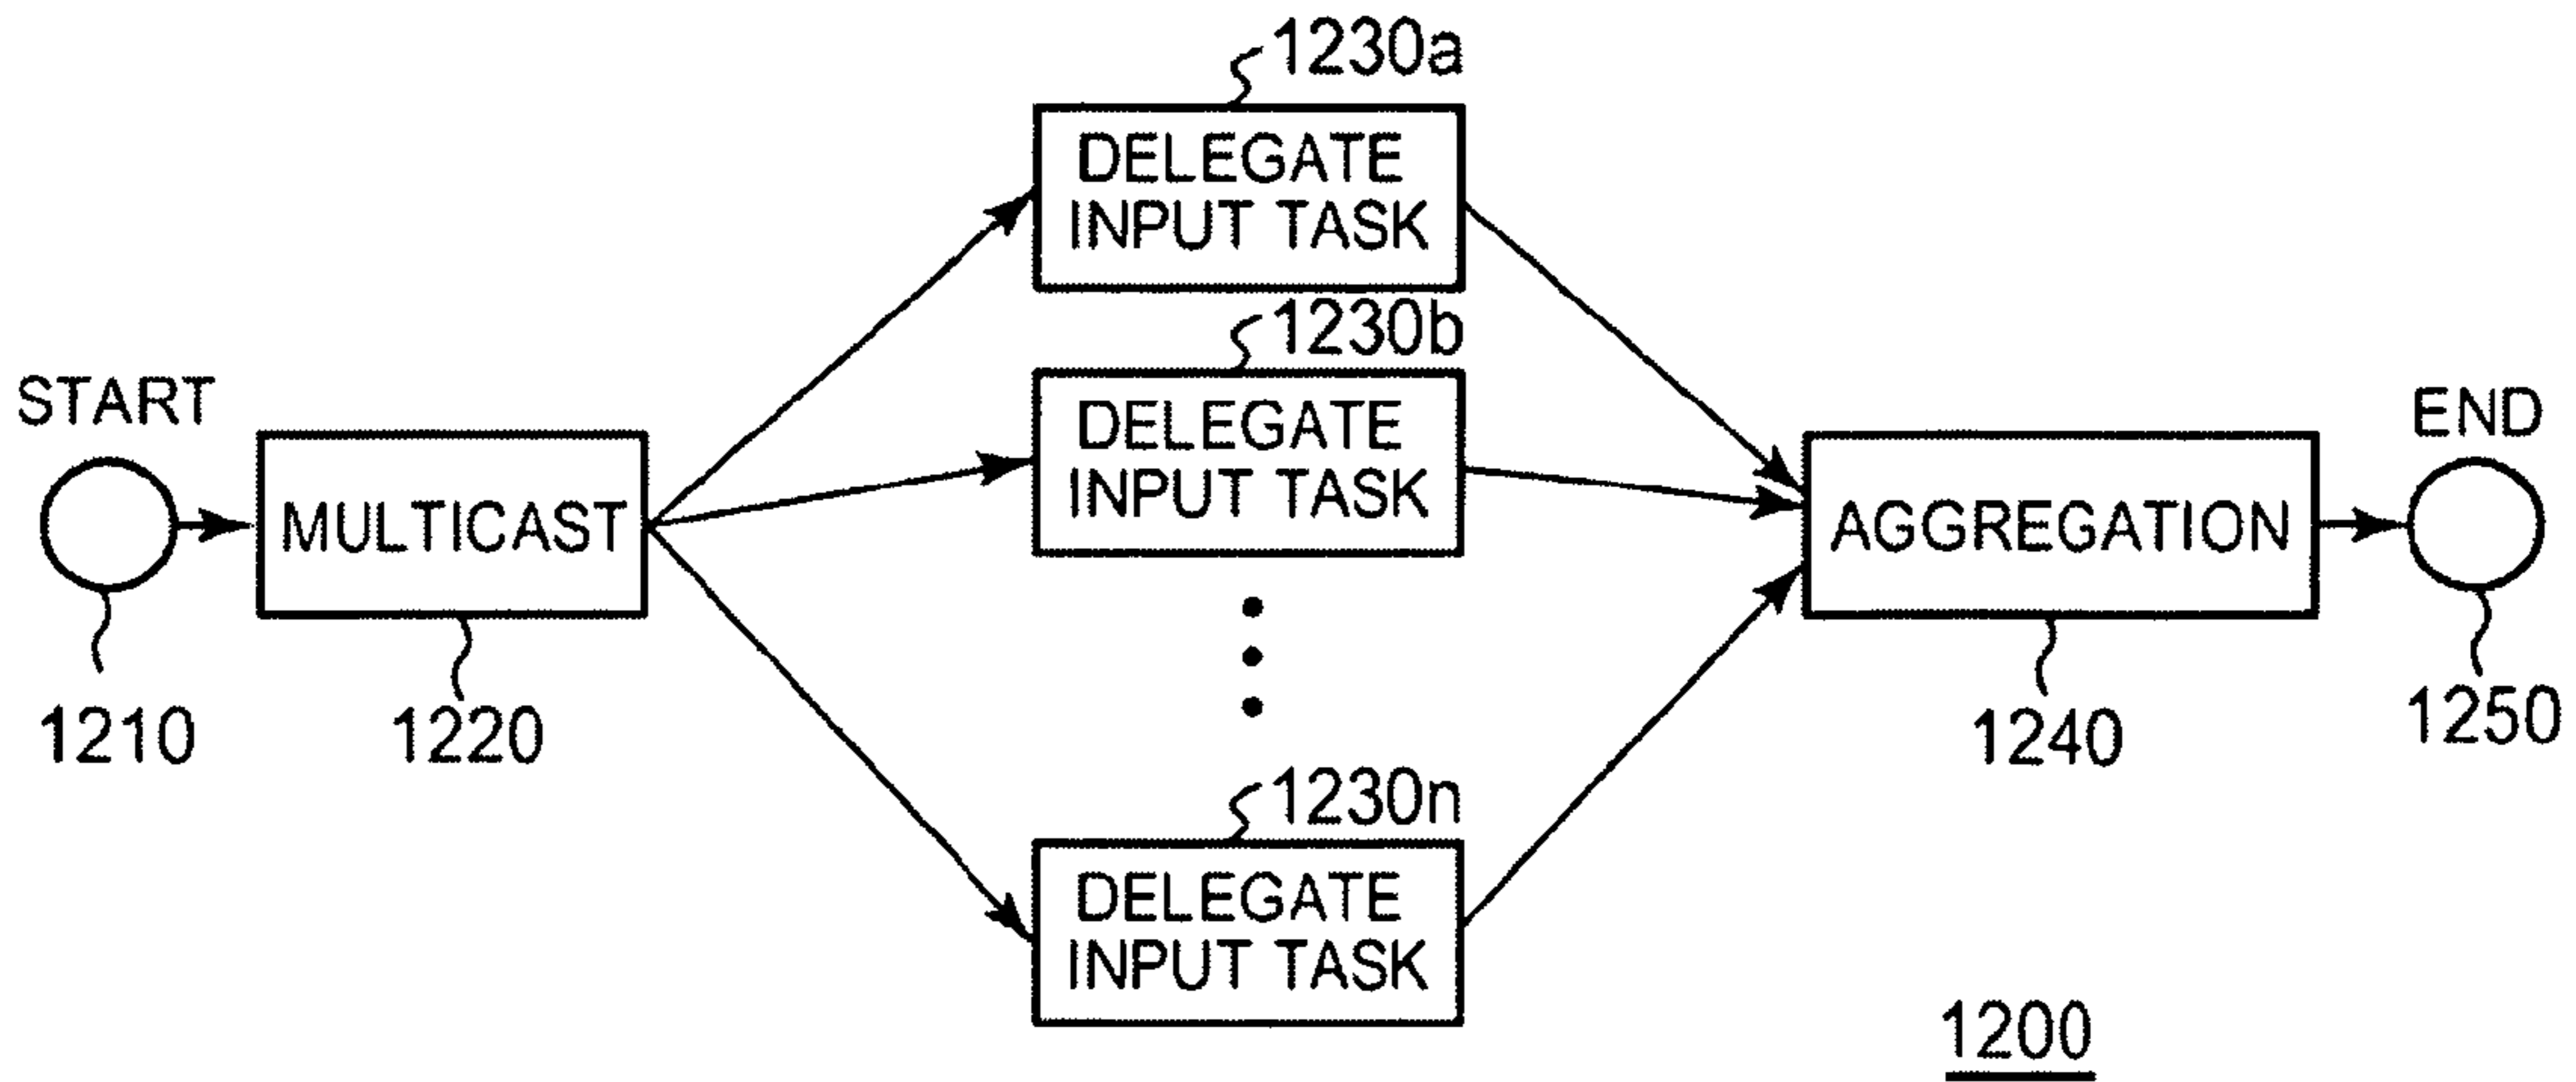 1230a
DELEGATE
INPUT TASK
1230b
START
DELEGATE
INPUT TASK
END
MULTICAST
AGGREGATION
1210
1220
1240
1250
1230n
DELEGATE
INPUT TASK
1200